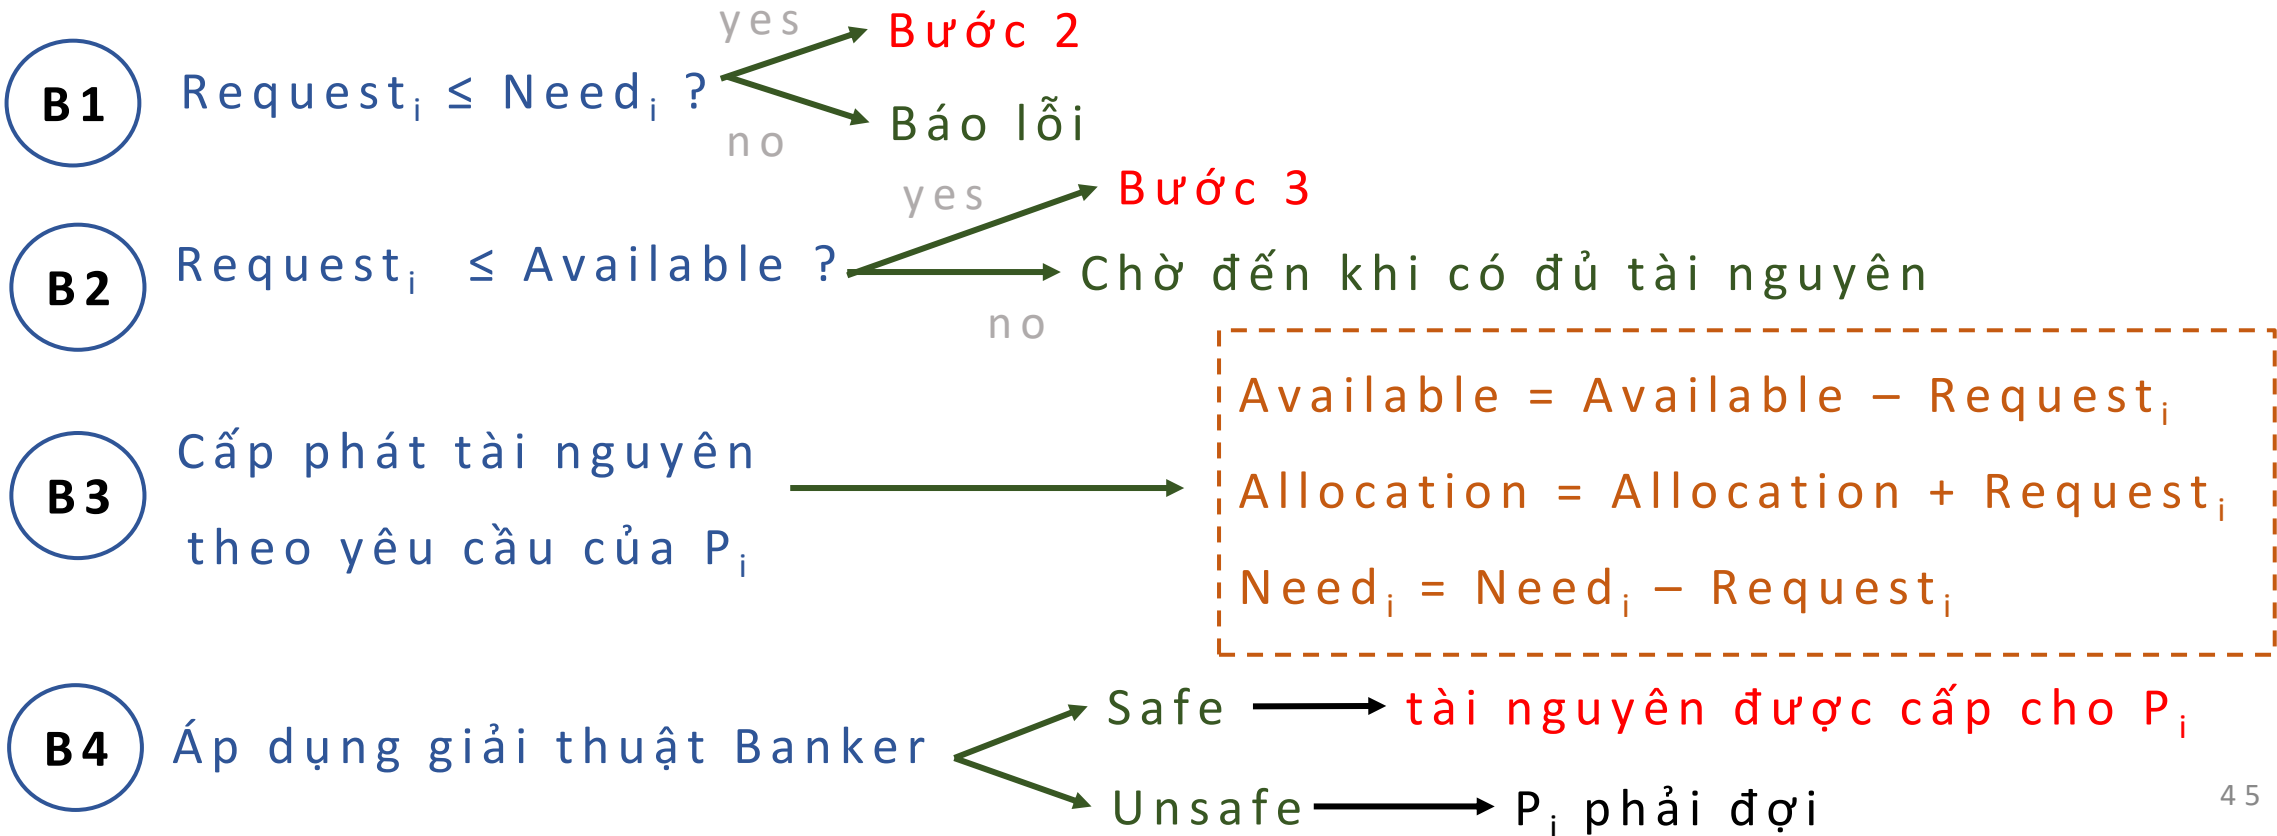 yes
Bước 2
B1
Requestᵢ ≤ Needᵢ ?
Báo lỗi
no
yes
Bước 3
B2
Requestᵢ ≤ Available ?
Chờ đến khi có đủ tài nguyên
no
B3
Cấp phát tài nguyên
theo yêu cầu của Pᵢ
Available = Available – Requestᵢ
Allocation = Allocation + Requestᵢ
Needᵢ = Needᵢ – Requestᵢ
B4
Áp dụng giải thuật Banker
Safe
tài nguyên được cấp cho Pᵢ
Unsafe
Pᵢ phải đợi
45